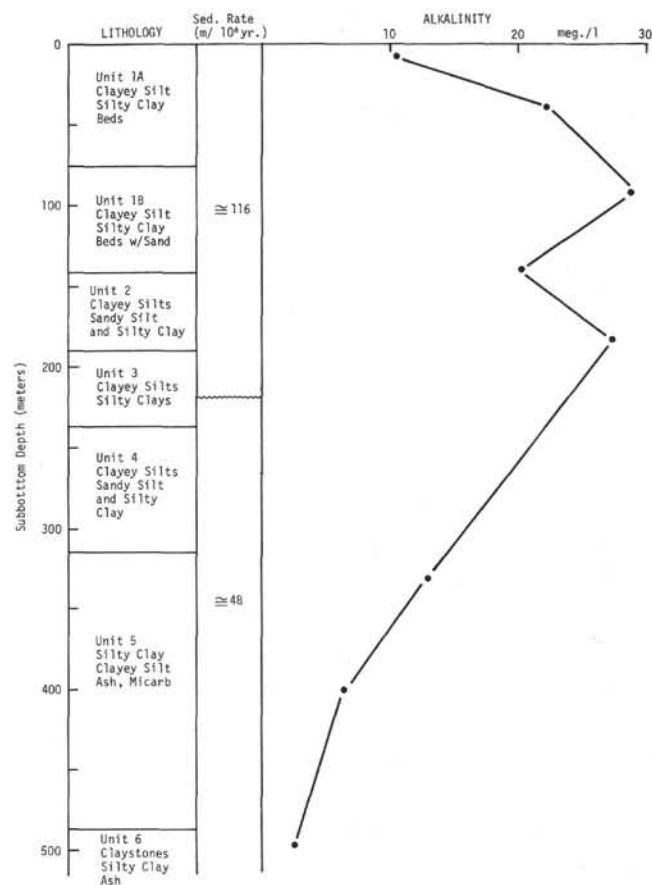 LITHOLOGY
Sed. Rate
(m/ 10⁶yr.)
ALKALINITY
meg./l
0
10
20
30
Subbotttom Depth (meters)
0
100
200
300
400
500
Unit 1A
Clayey Silt
Silty Clay
Beds
Unit 1B
Clayey Silt
Silty Clay
Beds w/Sand
≅116
Unit 2
Clayey Silts
Sandy Silt
and Silty Clay
Unit 3
Clayey Silts
Silty Clays
Unit 4
Clayey Silts
Sandy Silt
and Silty
Clay
≅48
Unit 5
Silty Clay
Clayey Silt
Ash, Micarb
Unit 6
Claystones
Silty Clay
Ash